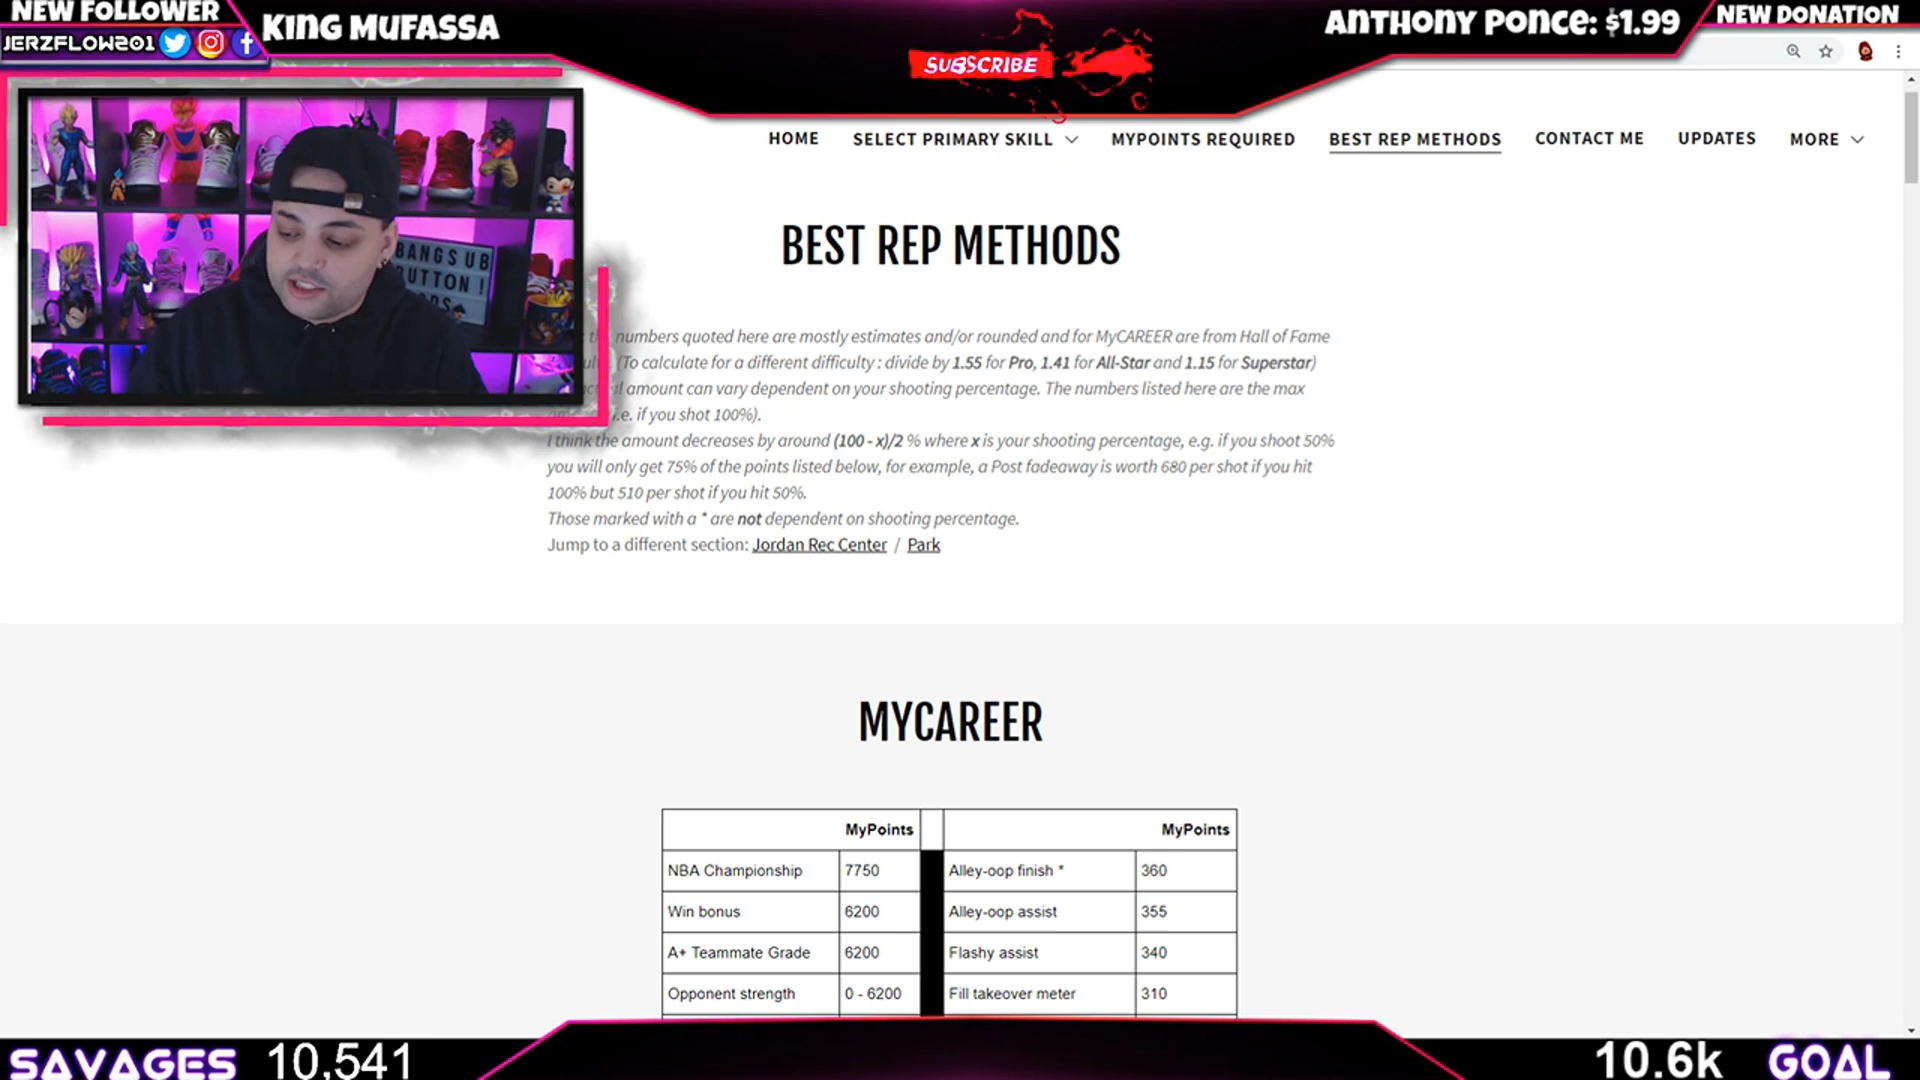 NEW FOLLOWER
JERZFLOW201
KING MUFASSA
SUBSCRIBE
ANTHONY PONCE: $1.99
NEW DONATION
BANGS UB
BUTTON !
HOME
SELECT PRIMARY SKILL
MYPOINTS REQUIRED
BEST REP METHODS
CONTACT ME
UPDATES
MORE
BEST REP METHODS
numbers quoted here are mostly estimates and/or rounded and for MyCAREER are from Hall of Fame
(To calculate for a different difficulty : divide by 1.55 for Pro, 1.41 for All-Star and 1.15 for Superstar)
amount can vary dependent on your shooting percentage. The numbers listed here are the max
i.e. if you shot 100%).
I think the amount decreases by around (100 - x)/2 % where x is your shooting percentage, e.g. if you shoot 50%
you will only get 75% of the points listed below, for example, a Post fadeaway is worth 680 per shot if you hit
100% but 510 per shot if you hit 50%.
Those marked with a * are not dependent on shooting percentage.
Jump to a different section: Jordan Rec Center / Park
MYCAREER
MyPoints MyPoints
NBA Championship 7750 Alley-oop finish * 360
Win bonus 6200 Alley-oop assist 355
A+ Teammate Grade 6200 Flashy assist 340
Opponent strength 0 - 6200 Fill takeover meter 310
SAVAGES 10,541
10.6k GOAL